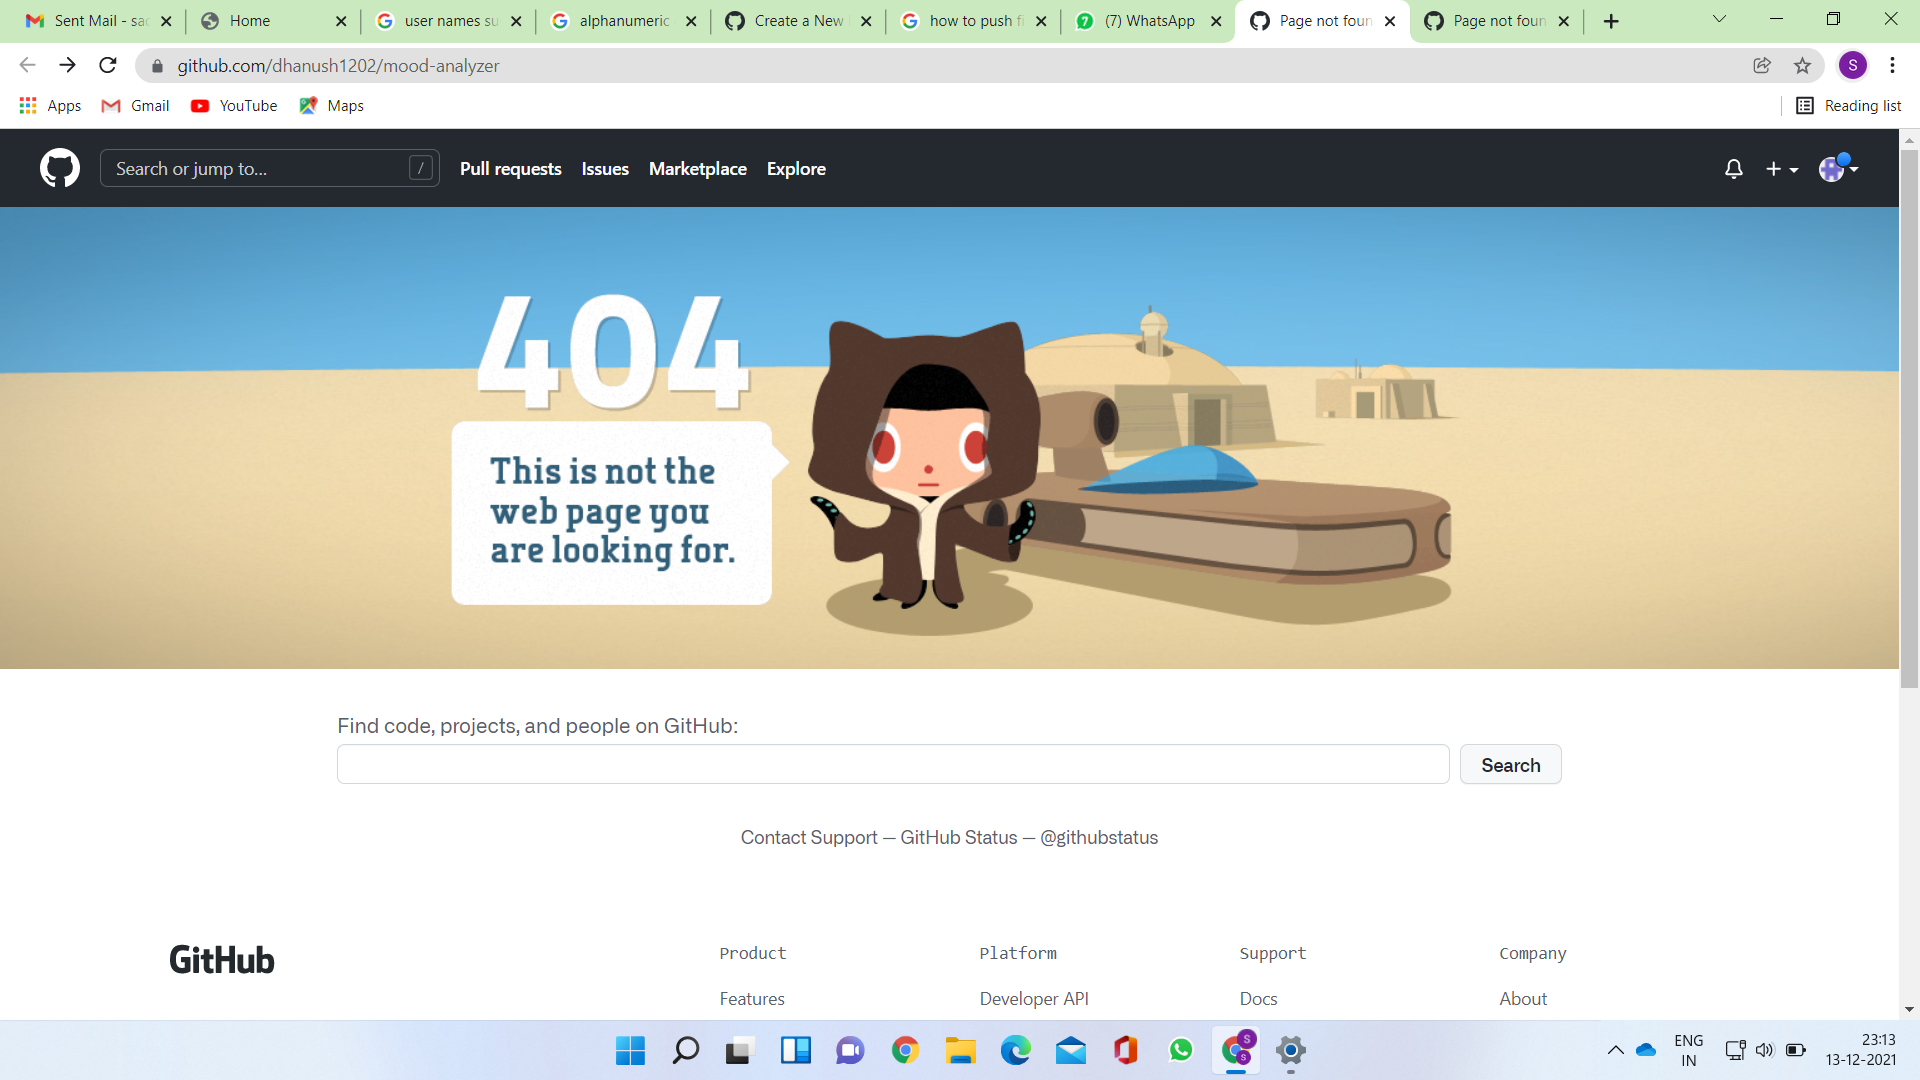 Sent Mail - sac
Home
user names su
alphanumeric
Create a New
how to push fi
(7) WhatsApp
Page not foun
Page not foun
github.com/dhanush1202/mood-analyzer
S
Apps
Gmail
YouTube
Maps
Reading list
Search or jump to...
/
Pull requests
Issues
Marketplace
Explore
404
This is not the
web page you
are looking for.
Find code, projects, and people on GitHub:
Search
Contact Support — GitHub Status — @githubstatus
GitHub
Product
Platform
Support
Company
Features
Developer API
Docs
About
ENG
IN
23:13
13-12-2021